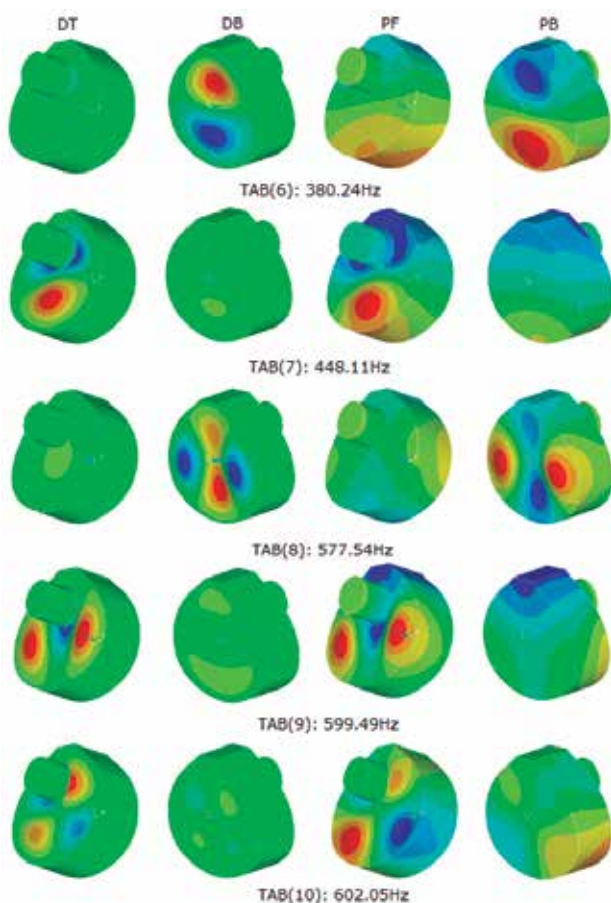 DT DB PF PB
TAB(6): 380.24Hz
TAB(7): 448.11Hz
TAB(8): 577.54Hz
TAB(9): 599.49Hz
TAB(10): 602.05Hz